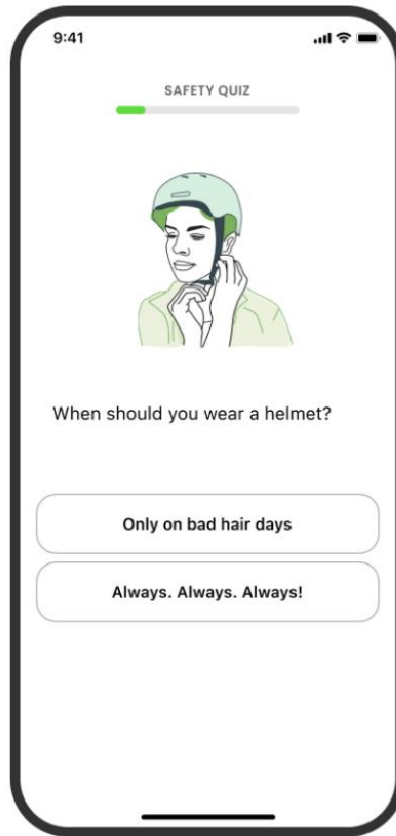 9:41
SAFETY QUIZ
When should you wear a helmet?
Only on bad hair days
Always. Always. Always!